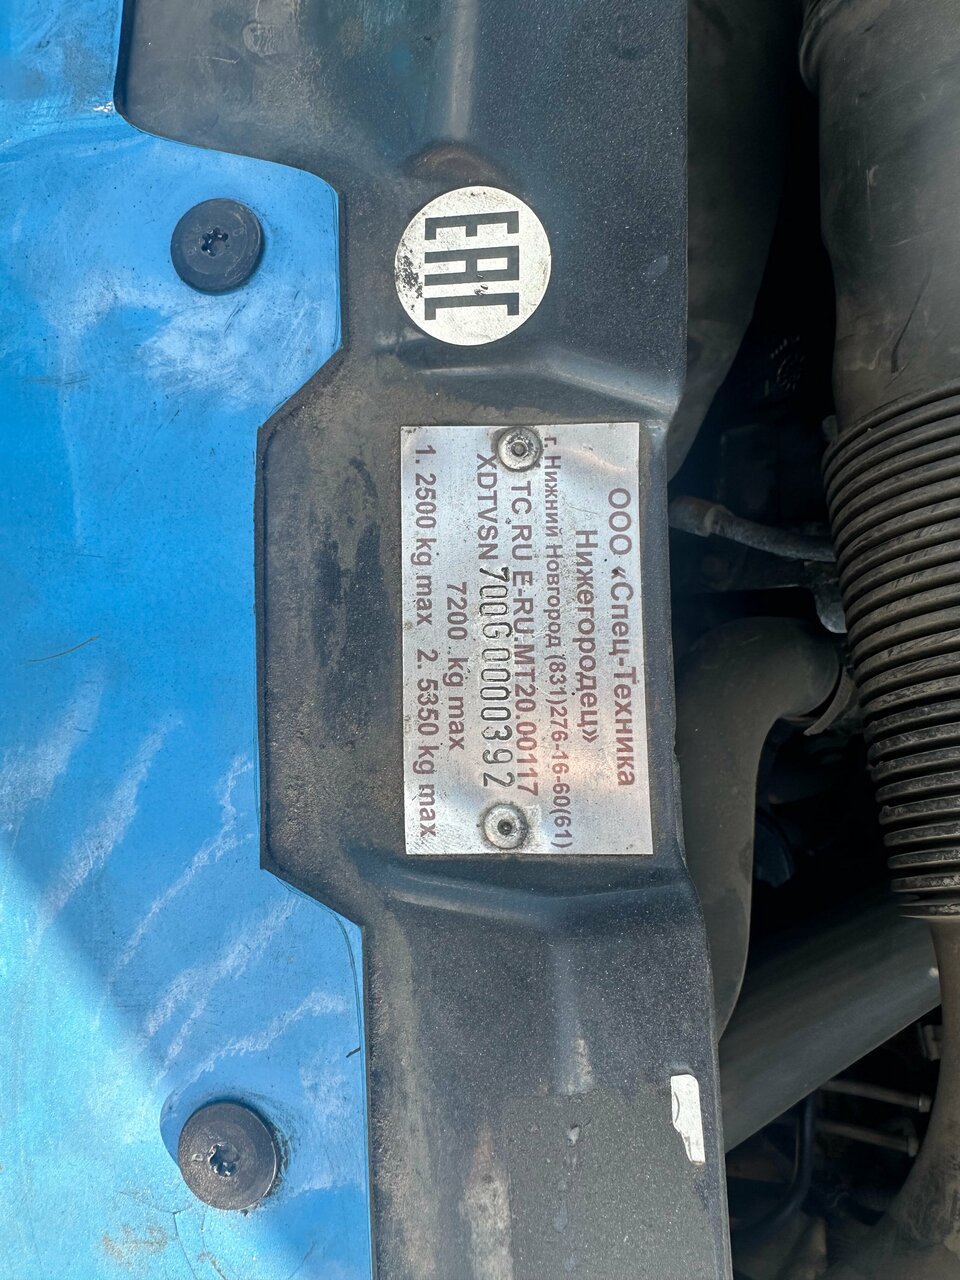 EAC
ООО «Спец-Техника
Нижегородец»
г. Нижний Новгород (831)276-16-60(61)
ТС RU E-RU.MT20.00117
XDTVSN700G0000392
7200 kg max
1. 2500 kg max 2. 5350 kg max